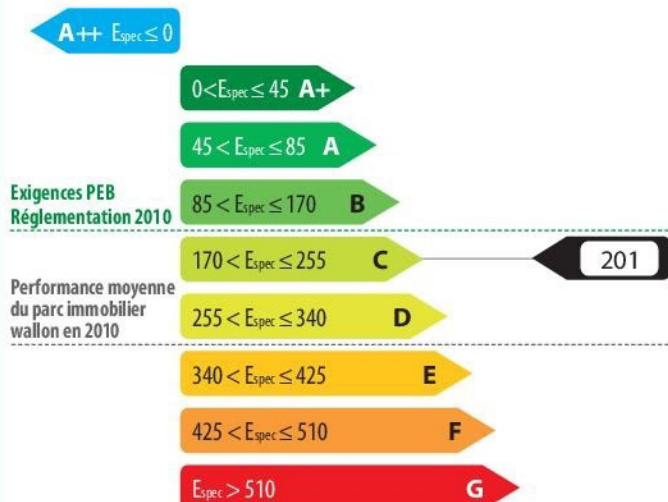 A++ Espec ≤ 0
0 < Espec ≤ 45 A+
45 < Espec ≤ 85 A
Exigences PEB
Réglementation 2010
85 < Espec ≤ 170 B
170 < Espec ≤ 255 C
201
Performance moyenne
du parc immobilier
wallon en 2010
255 < Espec ≤ 340 D
340 < Espec ≤ 425 E
425 < Espec ≤ 510 F
Espec > 510 G